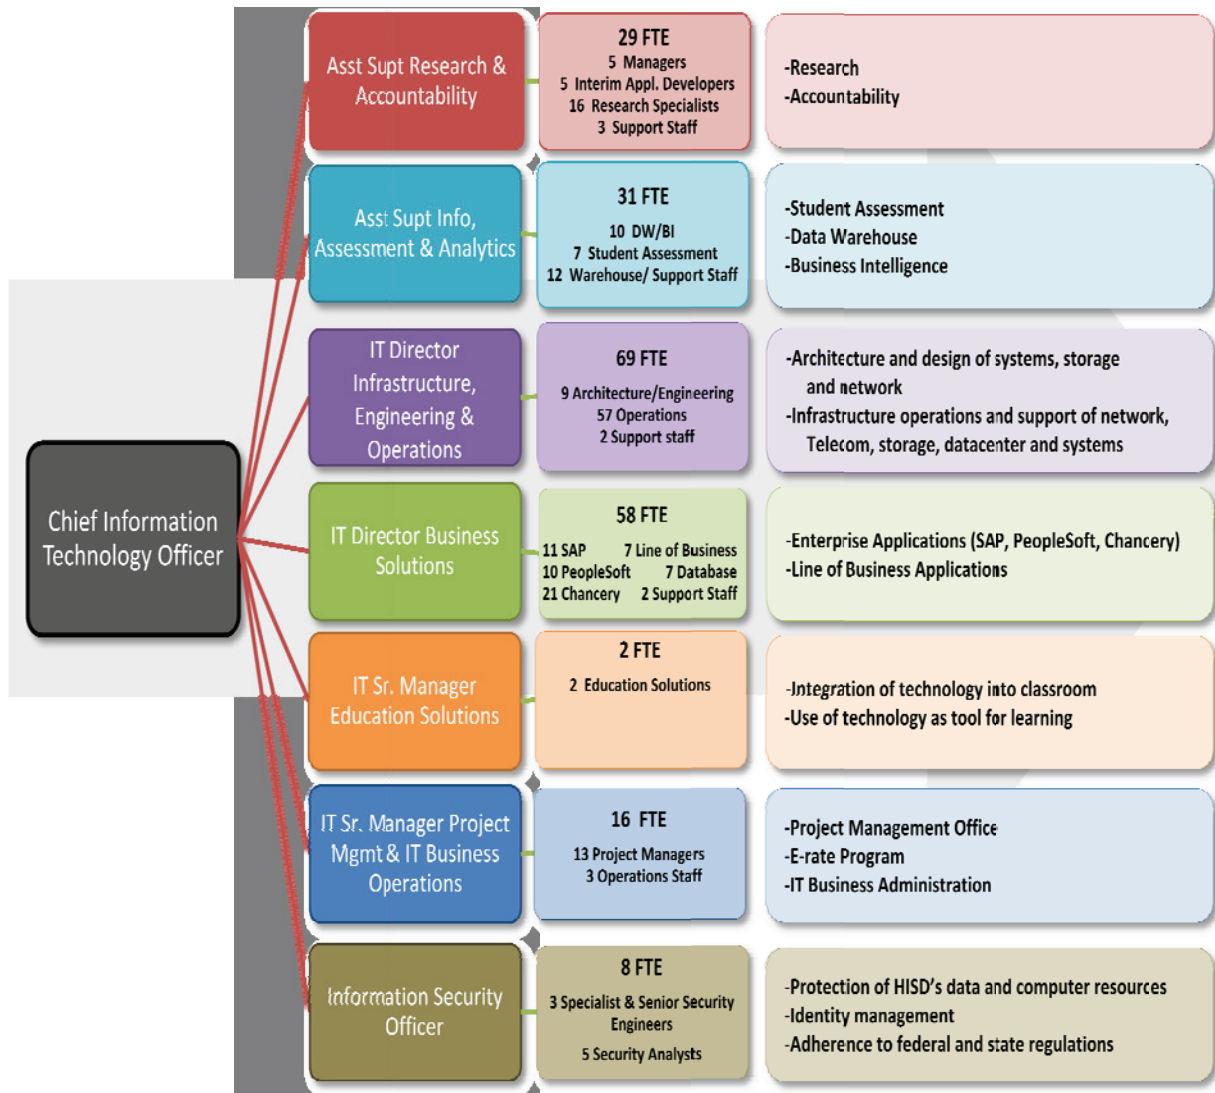 Chief Information
Technology Officer
Asst Supt Research &
Accountability
29 FTE
5 Managers
5 Interim Appl. Developers
16 Research Specialists
3 Support Staff
-Research
-Accountability
Asst Supt Info,
Assessment & Analytics
31 FTE
10 DW/BI
7 Student Assessment
12 Warehouse/ Support Staff
-Student Assessment
-Data Warehouse
-Business Intelligence
IT Director
Infrastructure,
Engineering &
Operations
69 FTE
9 Architecture/Engineering
57 Operations
2 Support staff
-Architecture and design of systems, storage
and network
-Infrastructure operations and support of network,
Telecom, storage, datacenter and systems
IT Director Business
Solutions
58 FTE
11 SAP 7 Line of Business
10 PeopleSoft 7 Database
21 Chancery 2 Support Staff
-Enterprise Applications (SAP, PeopleSoft, Chancery)
-Line of Business Applications
IT Sr. Manager
Education Solutions
2 FTE
2 Education Solutions
-Integration of technology into classroom
-Use of technology as tool for learning
IT Sr. Manager Project
Mgmt & IT Business
Operations
16 FTE
13 Project Managers
3 Operations Staff
-Project Management Office
-E-rate Program
-IT Business Administration
Information Security
Officer
8 FTE
3 Specialist & Senior Security
Engineers
5 Security Analysts
-Protection of HISD's data and computer resources
-Identity management
-Adherence to federal and state regulations